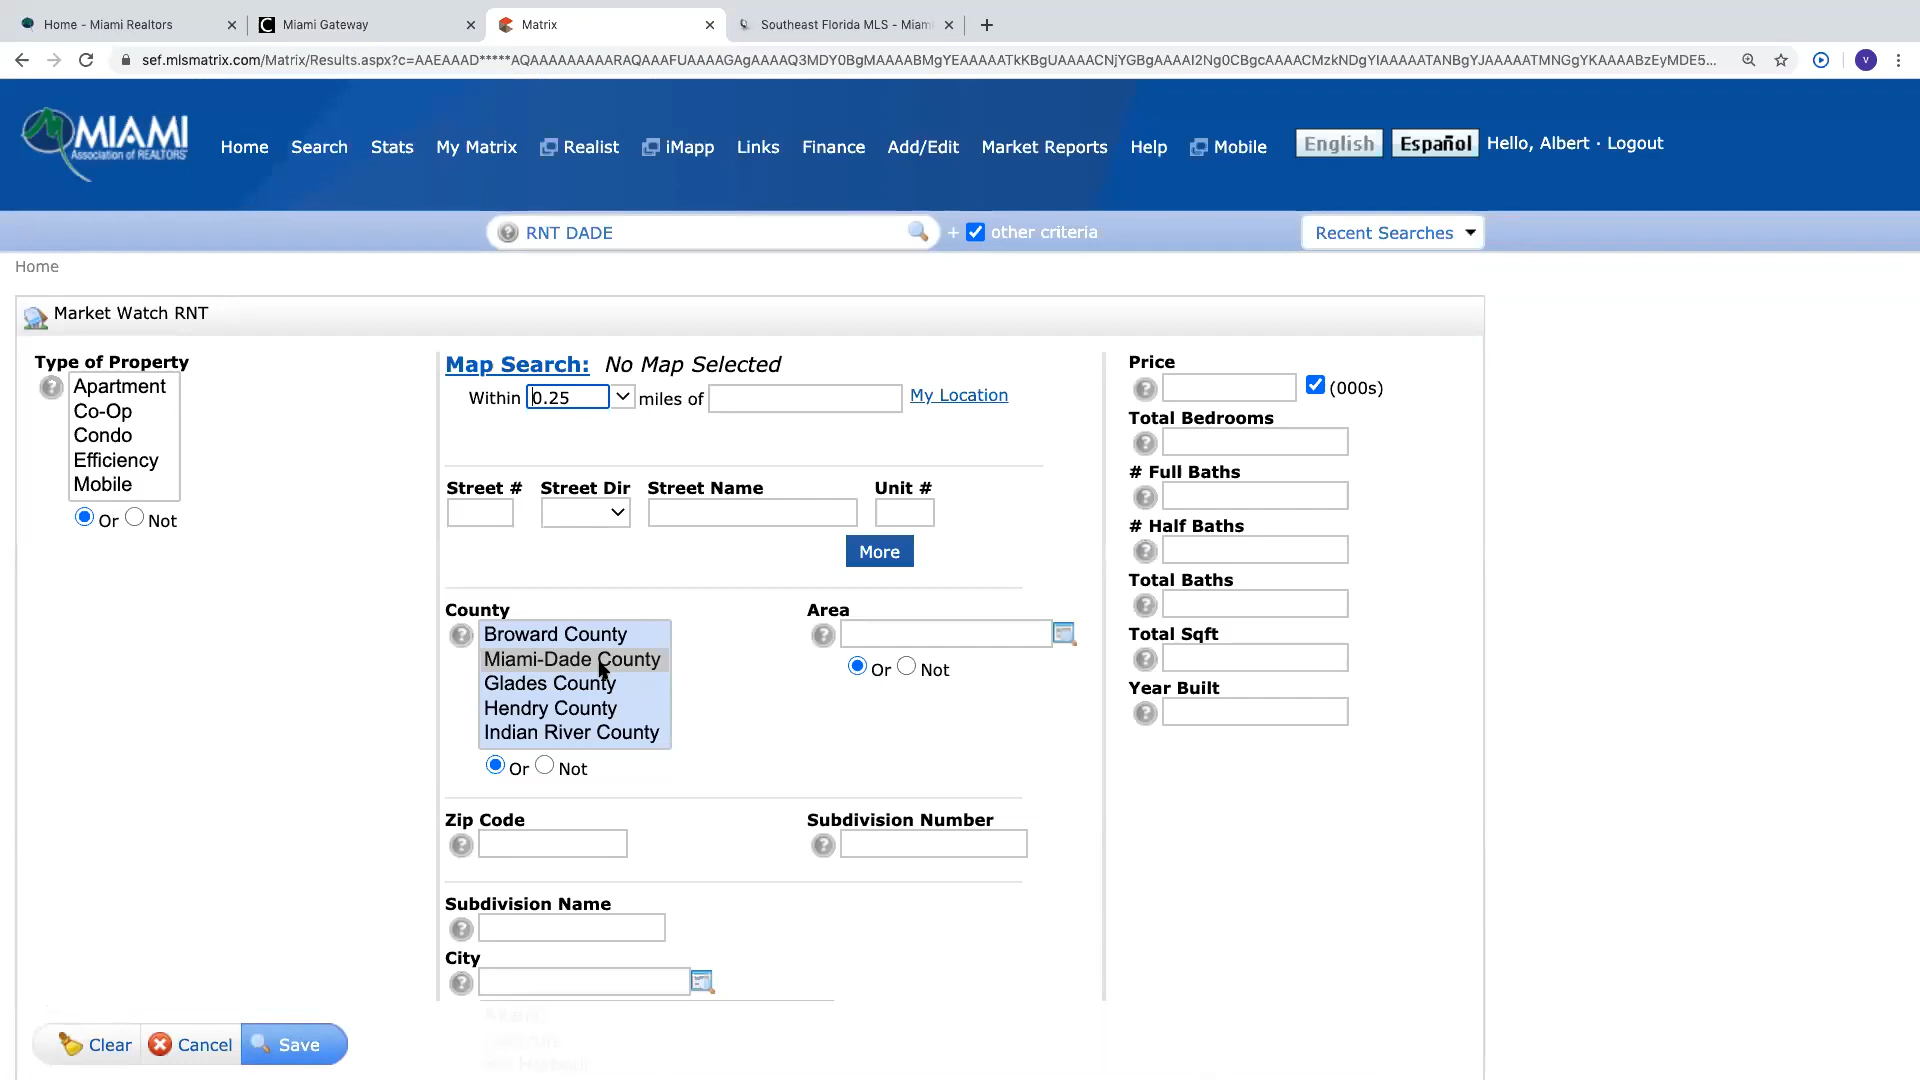 Home - Miami Realtors
Miami Gateway
Matrix
Southeast Florida MLS - Miam
sef.mlsmatrix.com/Matrix/Results.aspx?c=AAEAAAD*****AQAAAAAAAAARAQAAAFUAAAAGAgAAAAQ3MDY0BgMAAAABMgYEAAAAATkKBgUAAAACNjYGBgAAAAI2Ng0CBgcAAAACMzkNDgYIAAAAATANBgYJAAAAATMNGgYKAAAABzEyMDE5...
V
MIAMI
Association of REALTORS®
Home Search Stats My Matrix Realist iMapp Links Finance Add/Edit Market Reports Help Mobile English Español Hello, Albert · Logout
RNT DADE + other criteria Recent Searches
Home
Market Watch RNT
Type of Property
Apartment
Co-Op
Condo
Efficiency
Mobile
Or Not
Map Search: No Map Selected
Within 0.25 miles of My Location
Street # Street Dir Street Name Unit #
More
County
Broward County
Miami-Dade County
Glades County
Hendry County
Indian River County
Or Not
Area
Or Not
Zip Code
Subdivision Number
Subdivision Name
City
Price
(000s)
Total Bedrooms
# Full Baths
# Half Baths
Total Baths
Total Sqft
Year Built
Clear Cancel Save